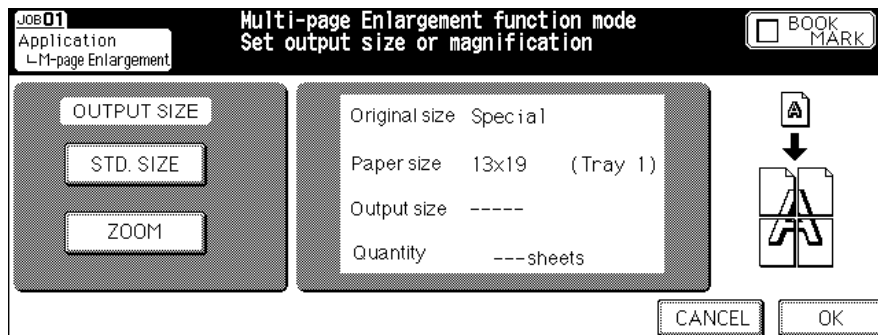 JOB01
Application
└M-page Enlargement
Multi-page Enlargement function mode
Set output size or magnification
BOOK
MARK
OUTPUT SIZE
STD. SIZE
ZOOM
Original size Special
Paper size 13x19 (Tray 1)
Output size -----
Quantity ---sheets
A
A
CANCEL OK